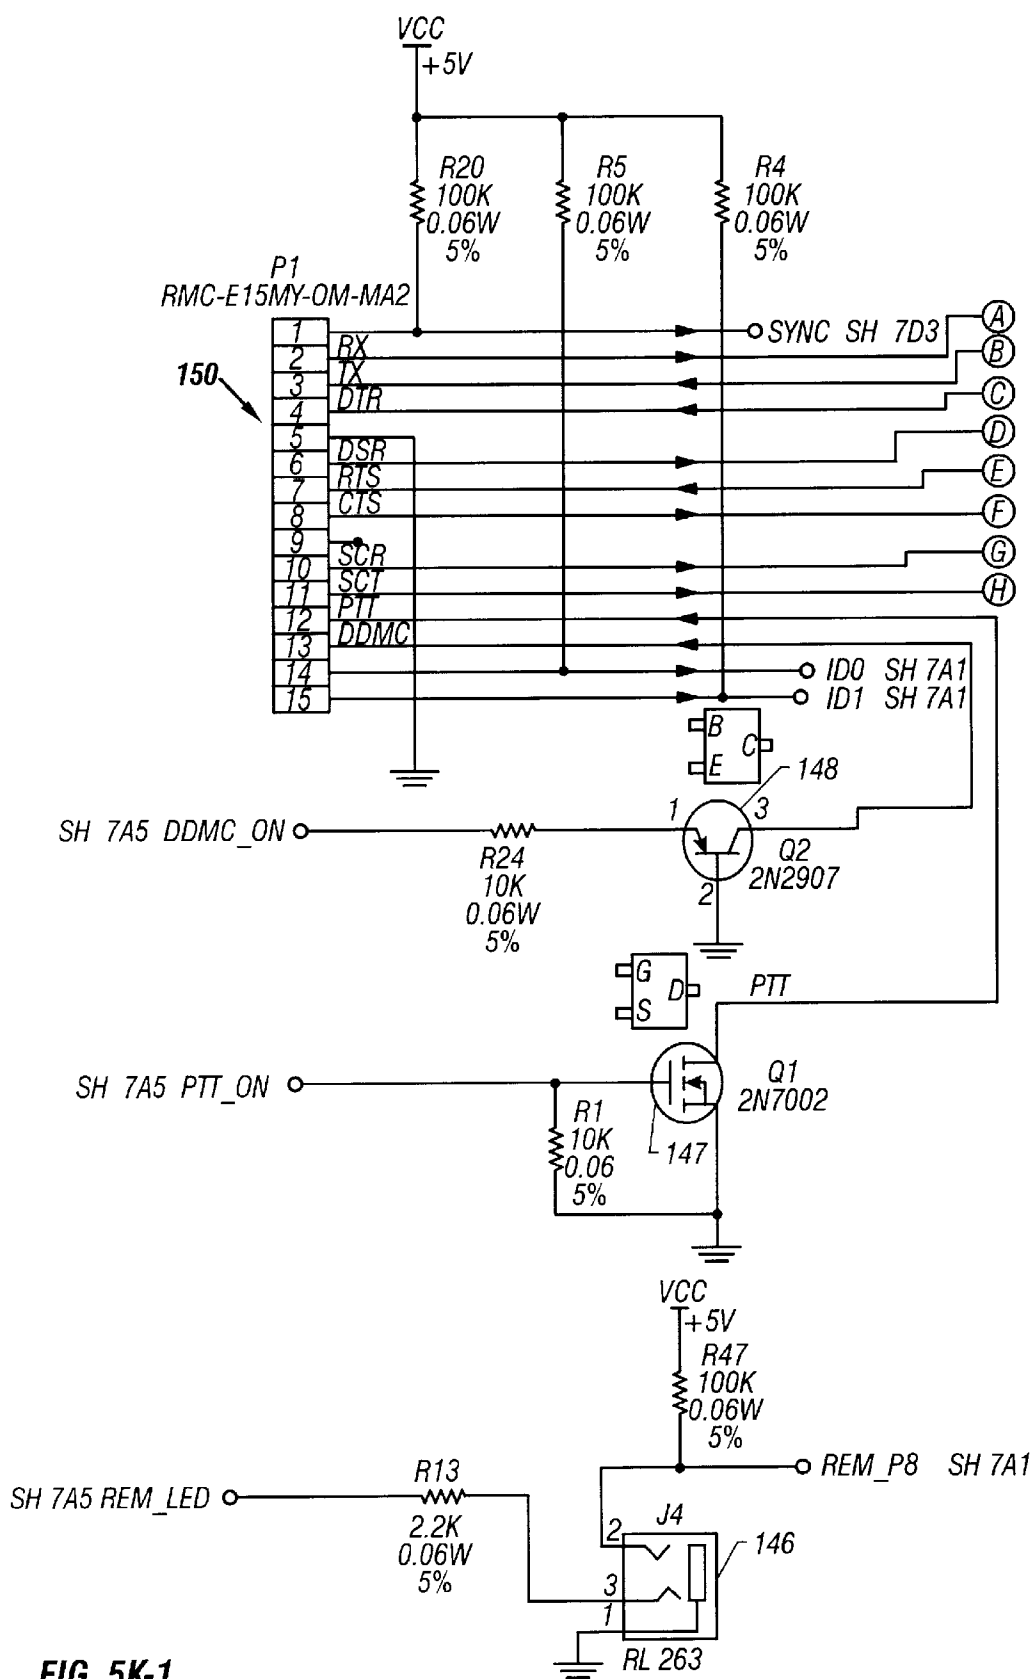 VCC
+5V
R20
100K
0.06W
5%
R5
100K
0.06W
5%
R4
100K
0.06W
5%
P1
RMC-E15MY-OM-MA2
150
1
2
3
4
5
6
7
8
9
10
11
12
13
14
15
RX
TX
DTR
DSR
RTS
CTS
SCR
SCT
PTT
DDMC
SYNC SH 7D3
A
B
C
D
E
F
G
H
ID0 SH 7A1
ID1 SH 7A1
B
C
E
148
SH 7A5 DDMC_ON
R24
10K
0.06W
5%
1
3
2
Q2
2N2907
G
D
S
PTT
SH 7A5 PTT_ON
R1
10K
0.06
5%
147
Q1
2N7002
VCC
+5V
R47
100K
0.06W
5%
REM_P8 SH 7A1
SH 7A5 REM_LED
R13
2.2K
0.06W
5%
J4
2
3
1
146
RL 263
FIG. 5K-1